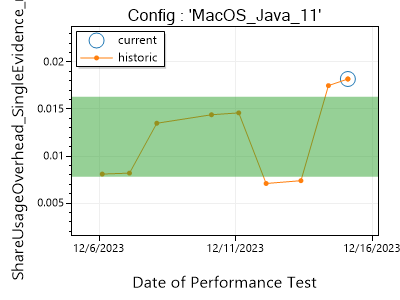 Config : 'MacOS_Java_11'
ShareUsageOverhead_SingleEvidence_
current
historic
0.02
0.015
0.01
0.005
12/6/2023
12/11/2023
12/16/2023
Date of Performance Test